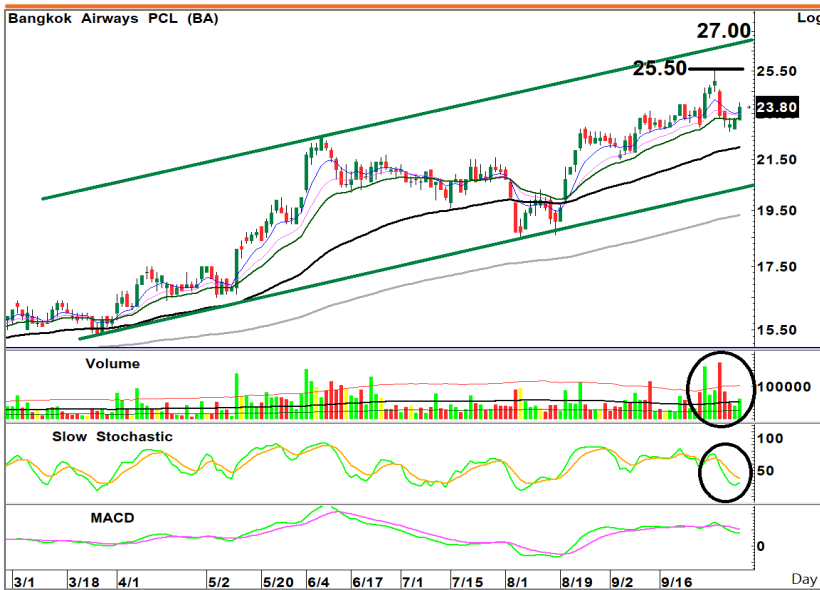 Bangkok Airways PCL (BA)
Log
27.00
25.50
25.50
23.80
21.50
19.50
17.50
15.50
Volume
100000
Slow Stochastic
100
50
MACD
0
3/1 3/18 4/1 5/2 5/20 6/4 6/17 7/1 7/15 8/1 8/19 9/2 9/16 Day